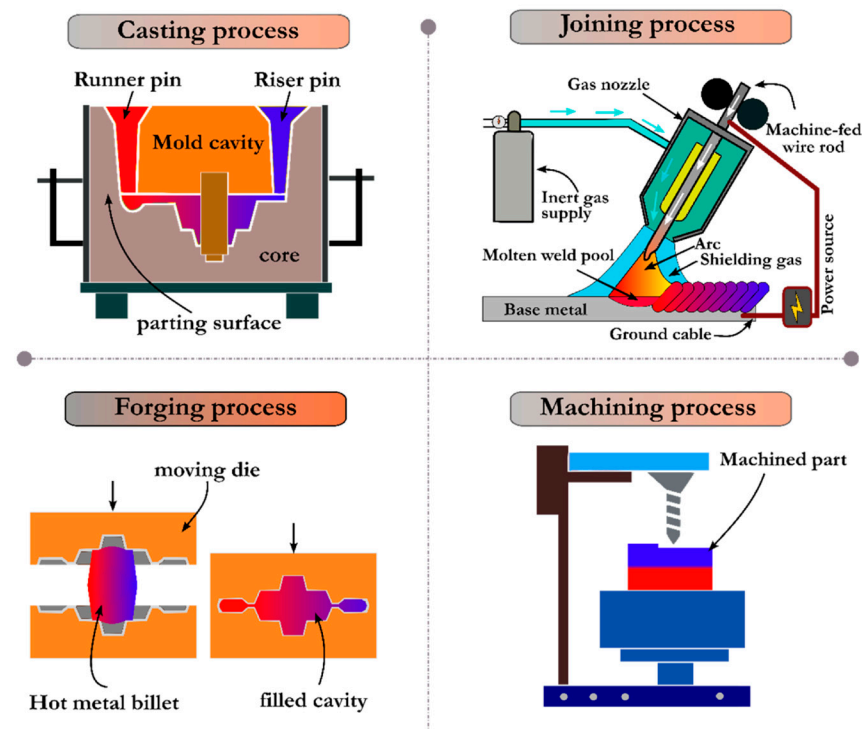 Casting process
Runner pin
Riser pin
Mold cavity
core
parting surface
Joining process
Gas nozzle
Machine-fed
wire rod
Inert gas
supply
Arc
Molten weld pool
Shielding gas
Power source
Base metal
Ground cable
Forging process
moving die
Hot metal billet
filled cavity
Machining process
Machined part